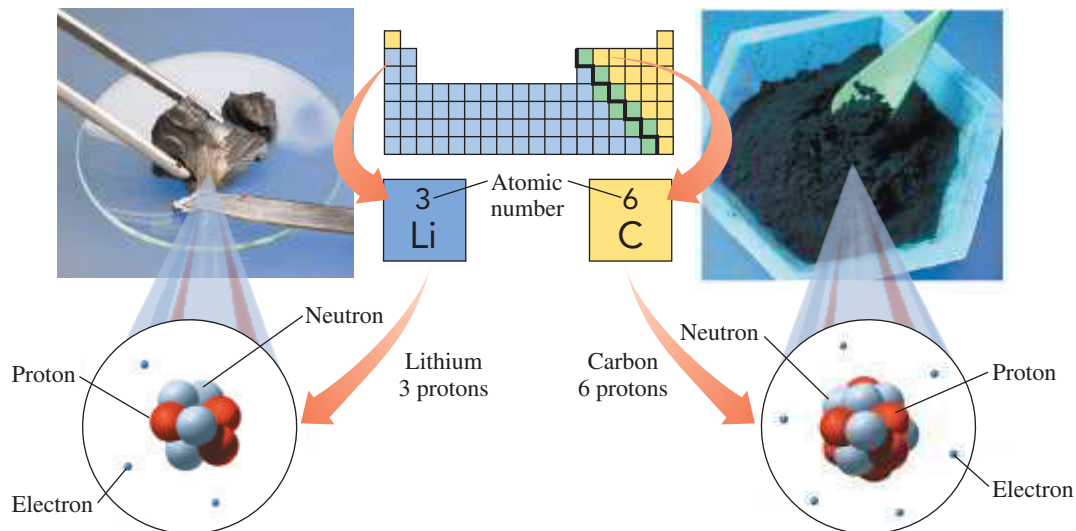 3
Li
Atomic
number
6
C
Neutron
Proton
Electron
Lithium
3 protons
Carbon
6 protons
Neutron
Proton
Electron